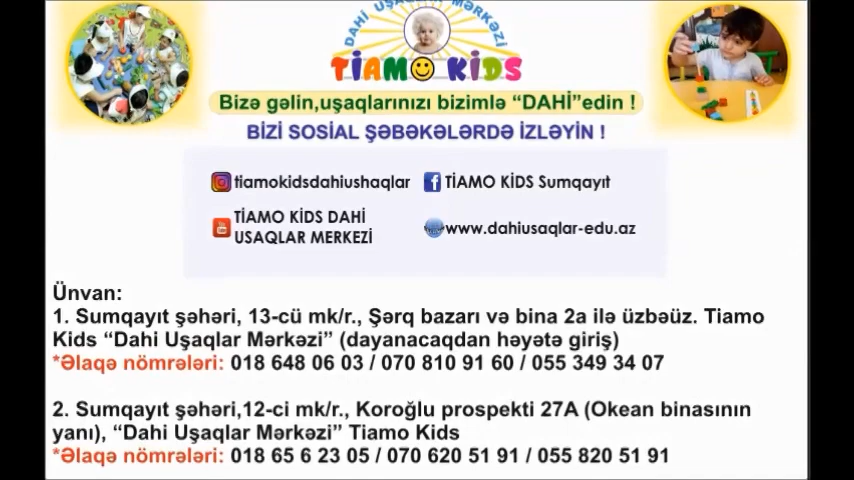 DAHİ UŞAQLAR MƏRKƏZİ
TİAMO KİDS
Bizə gəlin,uşaqlarınızı bizimlə “DAHİ”edin !
BİZİ SOSİAL ŞƏBƏKƏLƏRDƏ İZLƏYİN !
tiamokidsdahiushaqlar
TİAMO KİDS Sumqayıt
TİAMO KİDS DAHİ
USAQLAR MERKEZİ
www.dahiusaqlar-edu.az
Ünvan:
1. Sumqayıt şəhəri, 13-cü mk/r., Şərq bazarı və bina 2a ilə üzbəüz. Tiamo
Kids “Dahi Uşaqlar Mərkəzi” (dayanacaqdan həyətə giriş)
*Əlaqə nömrələri: 018 648 06 03 / 070 810 91 60 / 055 349 34 07
2. Sumqayıt şəhəri,12-ci mk/r., Koroğlu prospekti 27A (Okean binasının
yanı), “Dahi Uşaqlar Mərkəzi” Tiamo Kids
*Əlaqə nömrələri: 018 65 6 23 05 / 070 620 51 91 / 055 820 51 91